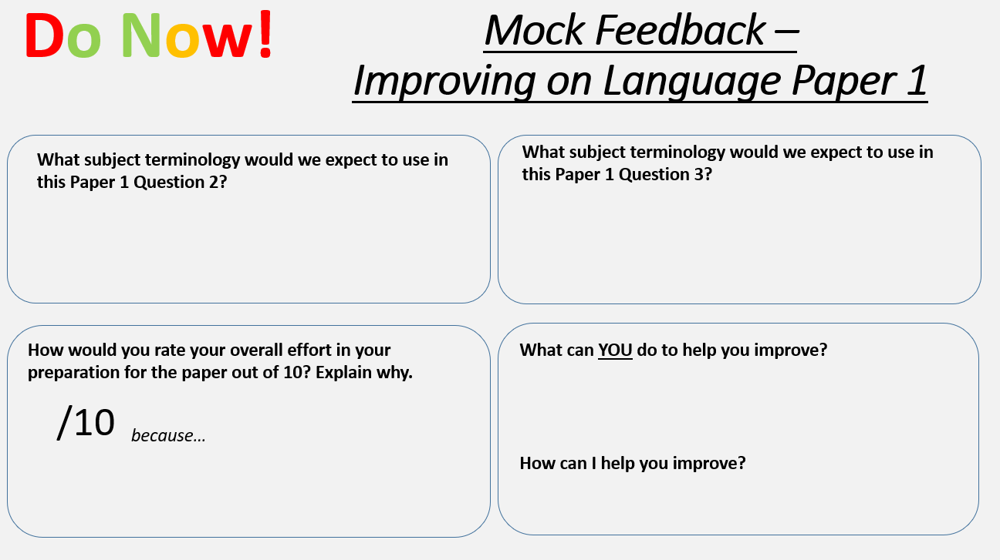 Do Now!
Mock Feedback –
Improving on Language Paper 1
What subject terminology would we expect to use in
this Paper 1 Question 2?
What subject terminology would we expect to use in
this Paper 1 Question 3?
How would you rate your overall effort in your
preparation for the paper out of 10? Explain why.
/10 because...
What can YOU do to help you improve?
How can I help you improve?